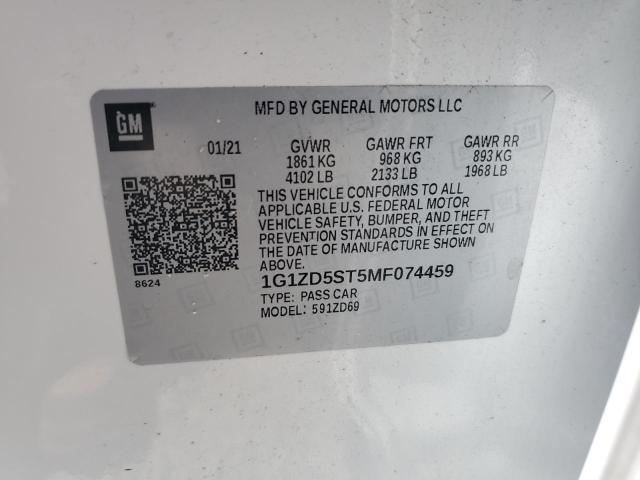 GM
MFD BY GENERAL MOTORS LLC
01/21 GVWR GAWR FRT GAWR RR
1861 KG 968 KG 893 KG
4102 LB 2133 LB 1968 LB
THIS VEHICLE CONFORMS TO ALL
APPLICABLE U.S. FEDERAL MOTOR
VEHICLE SAFETY, BUMPER, AND THEFT
PREVENTION STANDARDS IN EFFECT ON
THE DATE OF MANUFACTURE SHOWN
ABOVE.
8624
1G1ZD5ST5MF074459
TYPE: PASS CAR
MODEL: 591ZD69